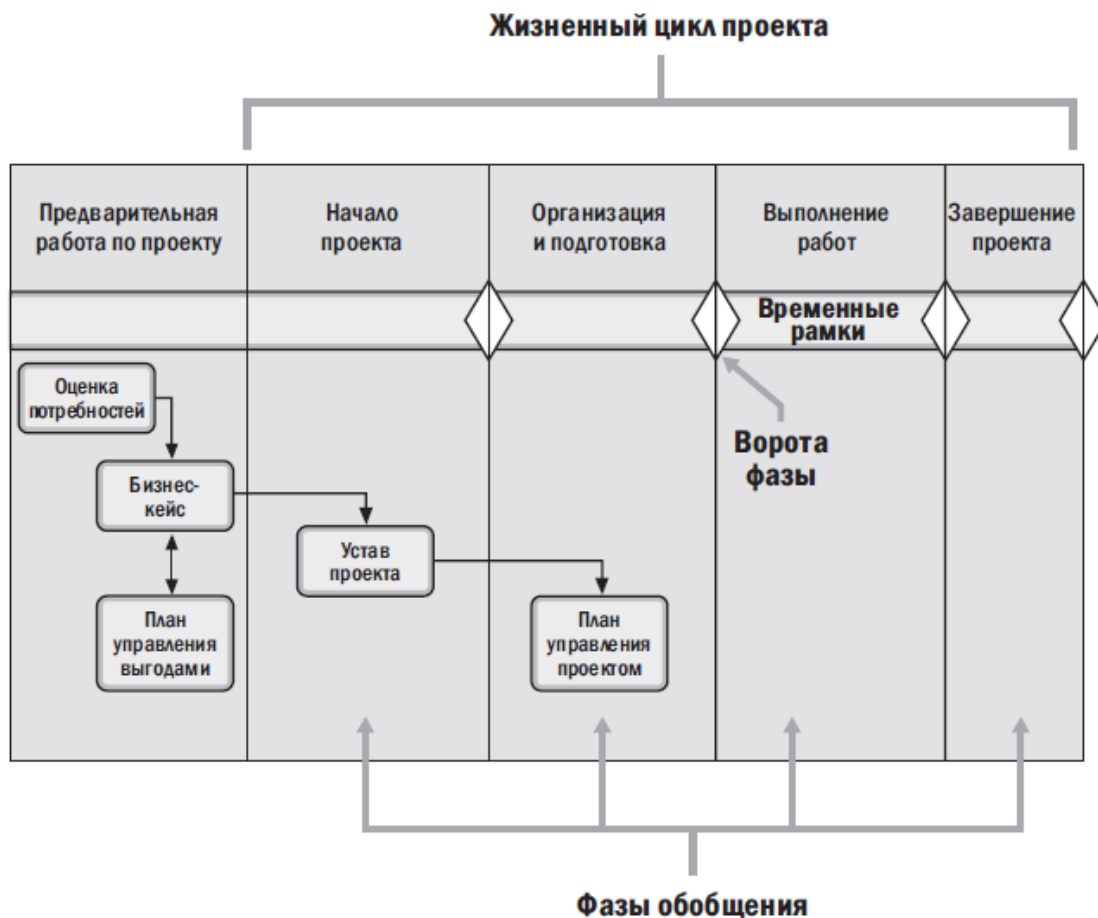 Жизненный цикл проекта
Предварительная
работа по проекту
Начало
проекта
Организация
и подготовка
Выполнение
работ
Завершение
проекта
Временные
рамки
Оценка
потребностей
Ворота
фазы
Бизнес-
кейс
Устав
проекта
План
управления
выгодами
План
управления
проектом
Фазы обобщения